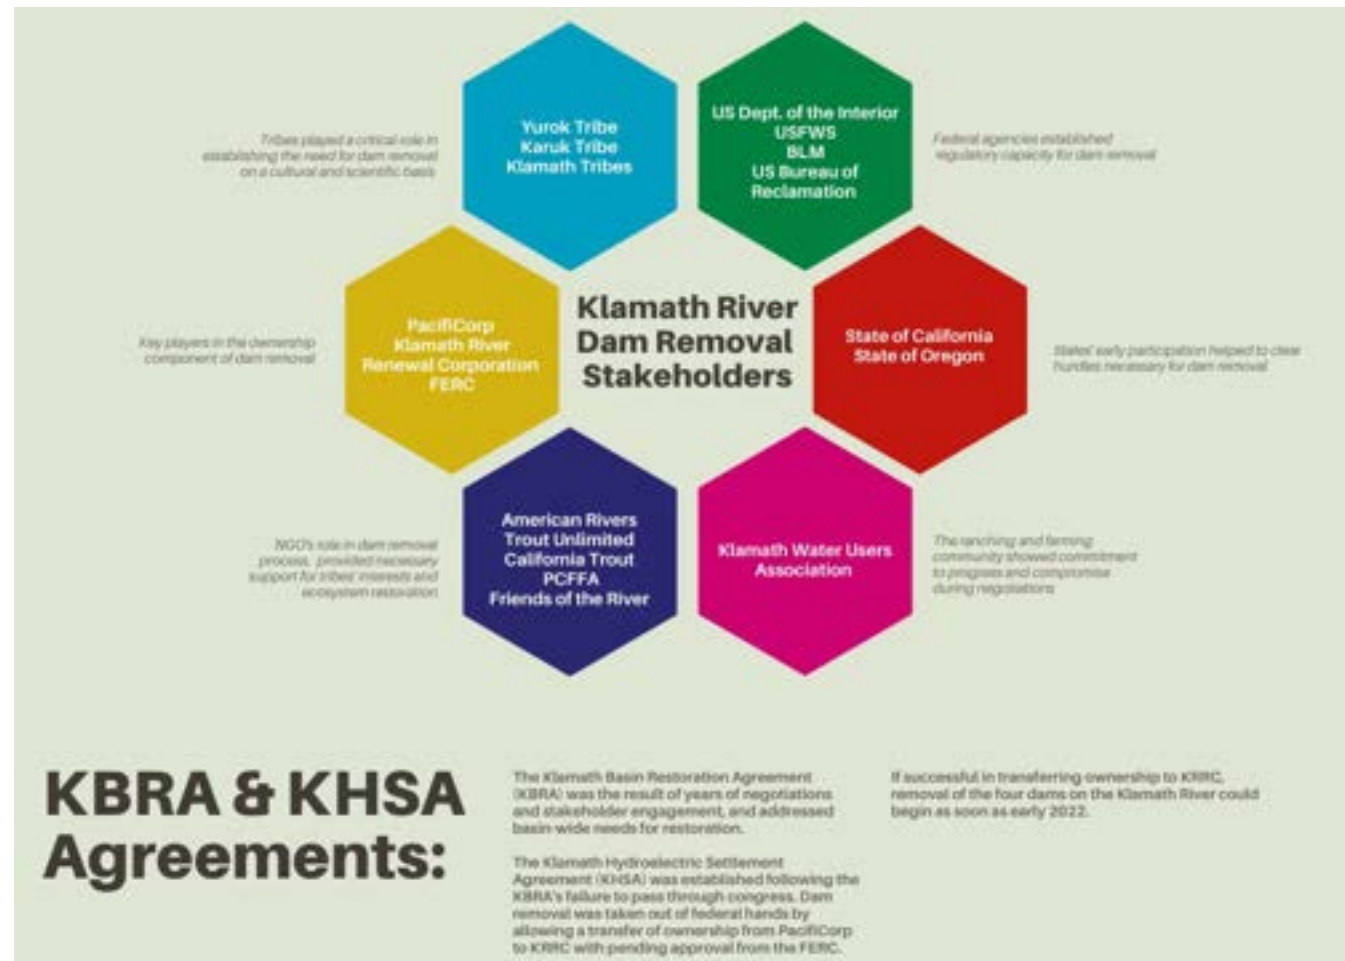 Yurok Tribe
Karuk Tribe
Klamath Tribes
US Dept. of the Interior
USFWS
BLM
US Bureau of
Reclamation
Tribes played a critical role in
establishing the need for dam removal
on a cultural and scientific basis
Federal agencies established
regulatory capacity for dam removal
PacifiCorp
Klamath River
Renewal Corporation
FERC
Klamath River
Dam Removal
Stakeholders
State of California
State of Oregon
Key players in the ownership
component of dam removal
States' early participation helped to clear
hurdles necessary for dam removal
American Rivers
Trout Unlimited
California Trout
PCFFA
Friends of the River
Klamath Water Users
Association
NGO's role in dam removal
process, provided necessary
support for tribes' interests and
ecosystem restoration
The ranching and farming
community showed commitment
to progress and compromise
during negotiations
KBRA & KHSA
Agreements:
The Klamath Basin Restoration Agreement
(KBRA) was the result of years of negotiations
and stakeholder engagement, and addressed
basin-wide needs for restoration.
The Klamath Hydroelectric Settlement
Agreement (KHSA) was established following the
KBRA's failure to pass through congress. Dam
removal was taken out of federal hands by
allowing a transfer of ownership from PacifiCorp
to KRRC with pending approval from the FERC.
If successful in transferring ownership to KRRC,
removal of the four dams on the Klamath River could
begin as soon as early 2022.